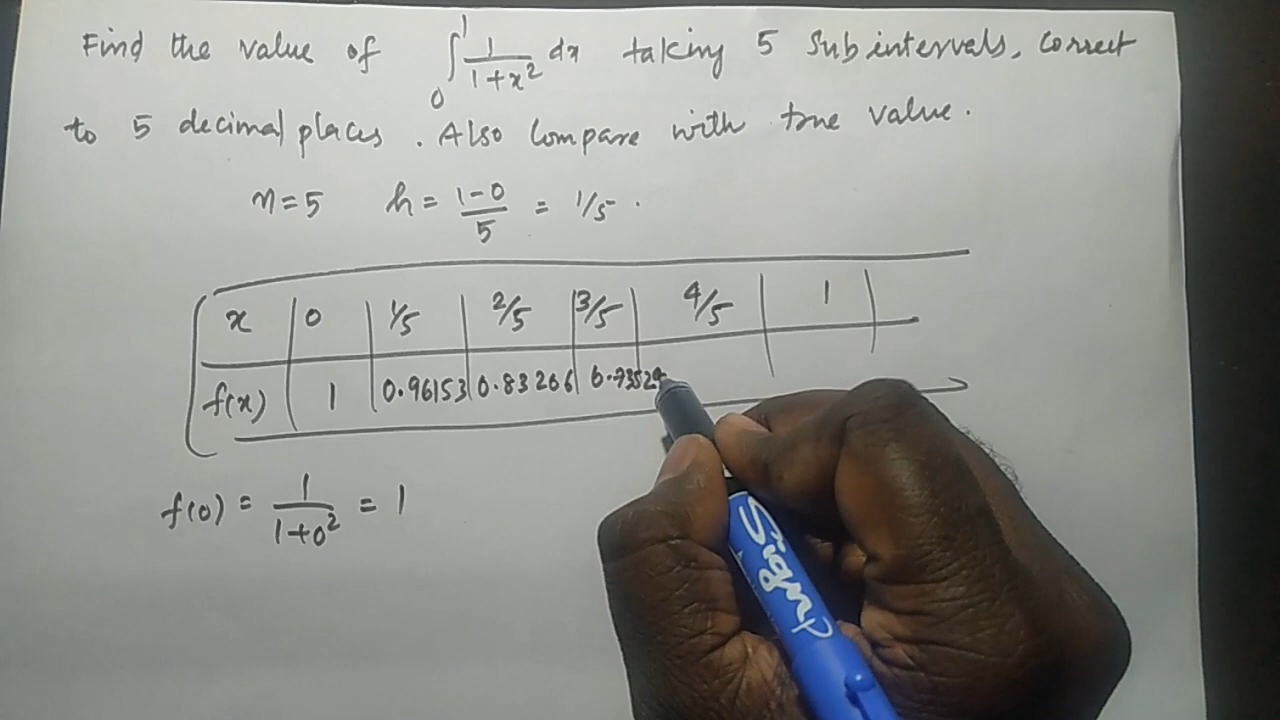 Find the value of ∫₀¹ 1/(1+x²) dx taking 5 Subintervals, correct
to 5 decimal places. Also Compare with true value.
n=5 h = (1-0)/5 = 1/5.
x 0 1/5 2/5 3/5 4/5 1
f(x) 1 0.96153 0.83266 0.7352
f(0) = 1/(1+0²) = 1
Sigb